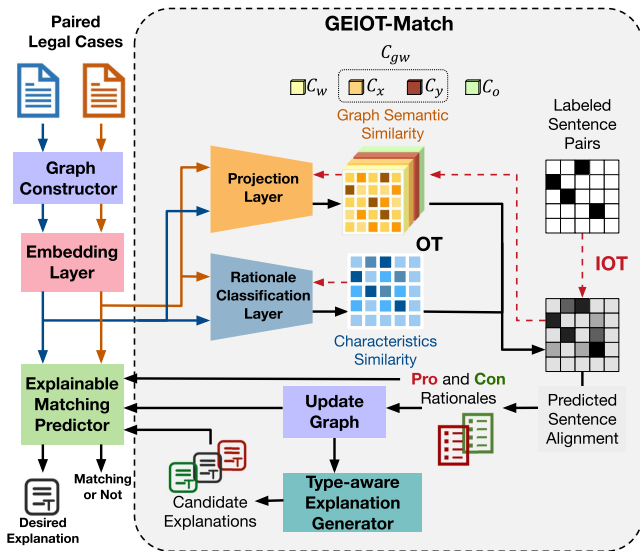 Paired
Legal Cases
GEIOT-Match
C_gw
C_w
C_x
C_y
C_o
Graph Semantic
Similarity
Labeled
Sentence
Pairs
Graph
Constructor
Projection
Layer
Embedding
Layer
OT
IOT
Rationale
Classification
Layer
Characteristics
Similarity
Explainable
Matching
Predictor
Pro and Con
Rationales
Update
Graph
Predicted
Sentence
Alignment
T
Desired
Explanation
Matching
or Not
T
T
T
Candidate
Explanations
Type-aware
Explanation
Generator